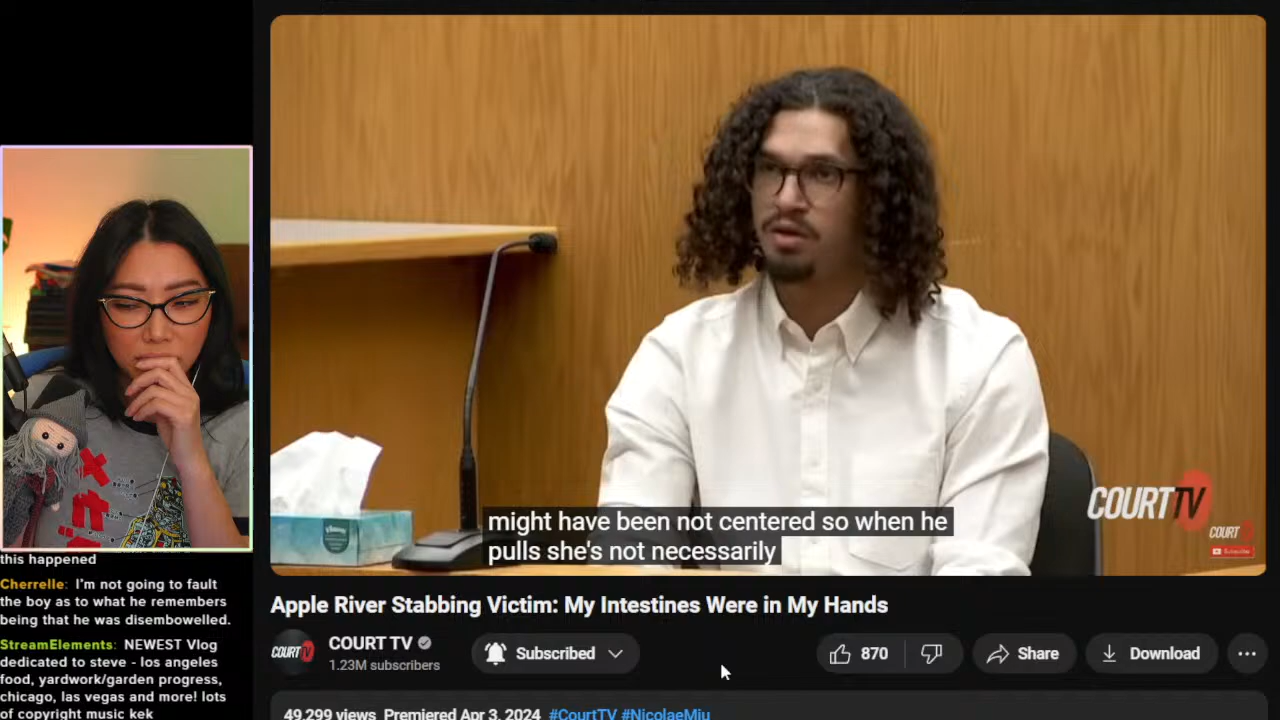 might have been not centered so when he
pulls she's not necessarily
COURT TV
COURT
Subscribe
Apple River Stabbing Victim: My Intestines Were in My Hands
COURT TV
COURT TV
1.23M subscribers
Subscribed
870
Share
Download
49,299 views Premiered Apr 3, 2024 #CourtTV #NicolaeMiu
this happened
Cherrelle: I'm not going to fault
the boy as to what he remembers
being that he was disembowelled.
StreamElements: NEWEST Vlog
dedicated to steve - los angeles
food, yardwork/garden progress,
chicago, las vegas and more! lots
of copyright music kek